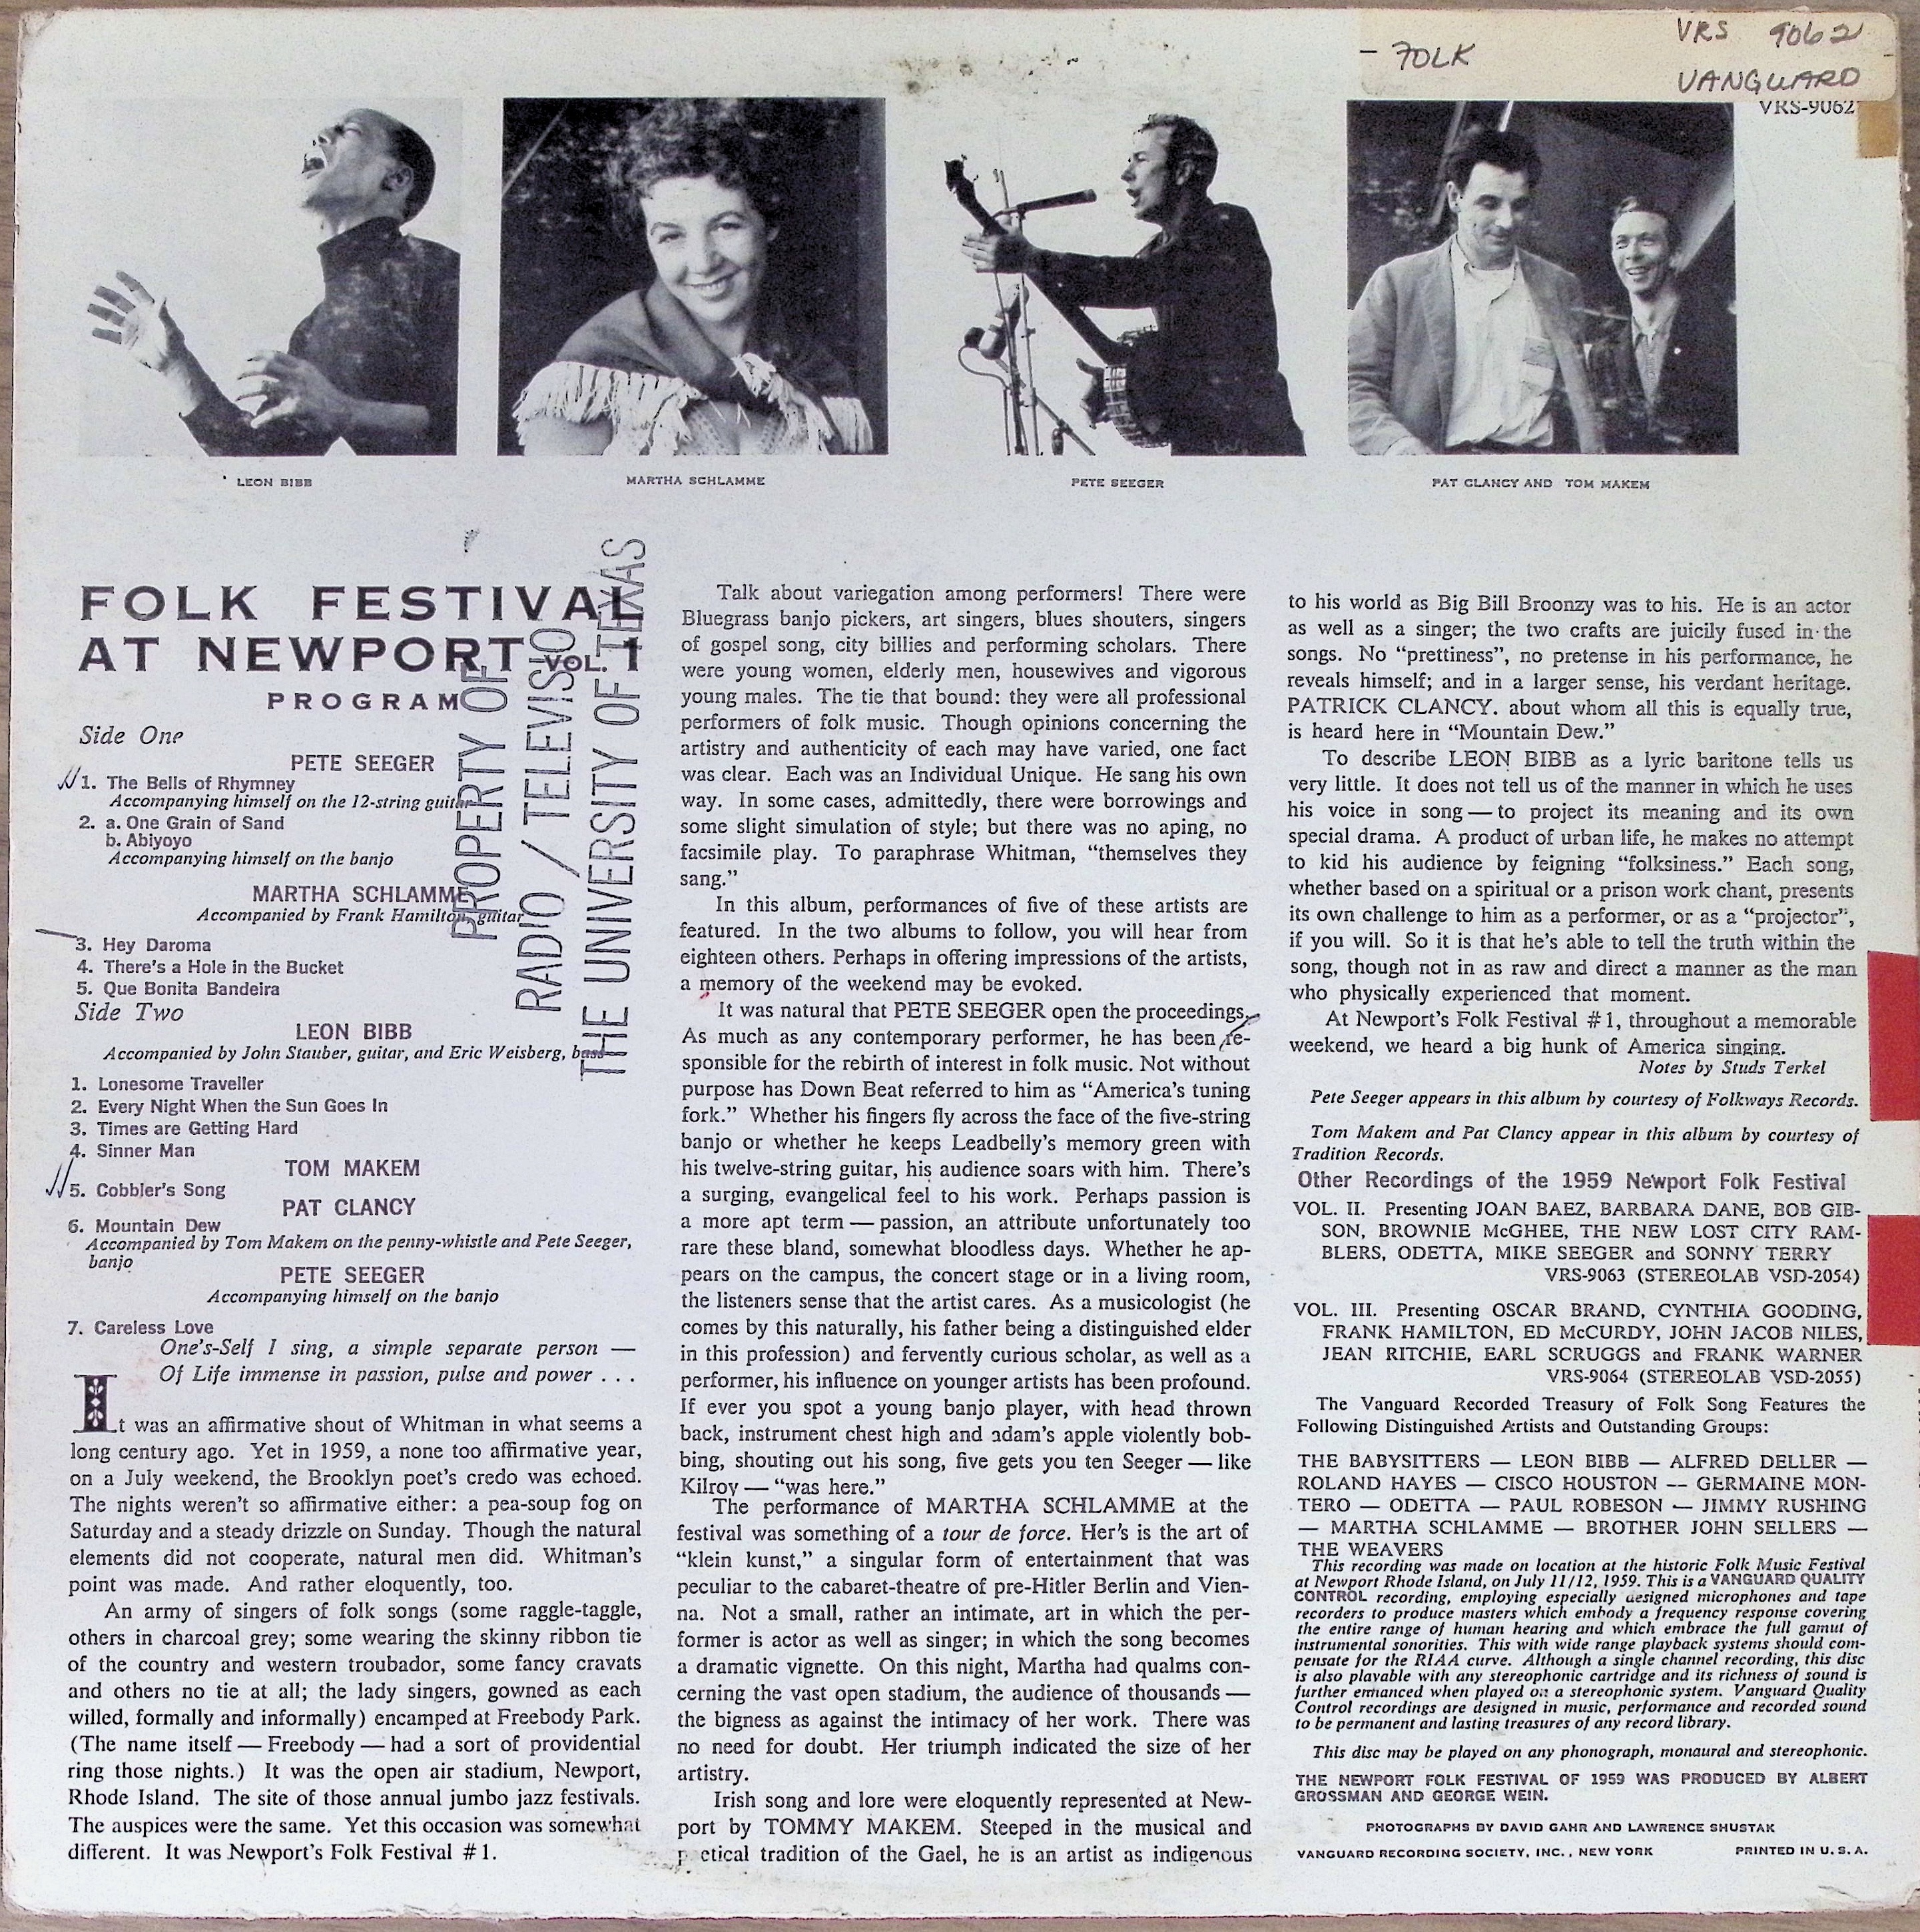 - FOLK
VRS 9062
VANGUARD
VRS-9062
LEON BIBB
MARTHA SCHLAMME
PETE SEEGER
PAT CLANCY AND TOM MAKEM
FOLK FESTIVAL
AT NEWPORT VOL. 1
PROGRAM
PROPERTY OF
RADIO / TELEVISIO
THE UNIVERSITY OF TEXAS
Side One
PETE SEEGER
1. The Bells of Rhymney
Accompanying himself on the 12-string guitar
2. a. One Grain of Sand
b. Abiyoyo
Accompanying himself on the banjo
MARTHA SCHLAMME
Accompanied by Frank Hamilton, guitar
3. Hey Daroma
4. There's a Hole in the Bucket
5. Que Bonita Bandeira
Side Two
LEON BIBB
Accompanied by John Stauber, guitar, and Eric Weisberg, bass
1. Lonesome Traveller
2. Every Night When the Sun Goes In
3. Times are Getting Hard
4. Sinner Man
TOM MAKEM
5. Cobbler's Song
PAT CLANCY
6. Mountain Dew
Accompanied by Tom Makem on the penny-whistle and Pete Seeger,
banjo
PETE SEEGER
Accompanying himself on the banjo
7. Careless Love
One's-Self I sing, a simple separate person —
Of Life immense in passion, pulse and power . . .
It was an affirmative shout of Whitman in what seems a
long century ago. Yet in 1959, a none too affirmative year,
on a July weekend, the Brooklyn poet's credo was echoed.
The nights weren't so affirmative either: a pea-soup fog on
Saturday and a steady drizzle on Sunday. Though the natural
elements did not cooperate, natural men did. Whitman's
point was made. And rather eloquently, too.
An army of singers of folk songs (some raggle-taggle,
others in charcoal grey; some wearing the skinny ribbon tie
of the country and western troubador, some fancy cravats
and others no tie at all; the lady singers, gowned as each
willed, formally and informally) encamped at Freebody Park.
(The name itself — Freebody — had a sort of providential
ring those nights.) It was the open air stadium, Newport,
Rhode Island. The site of those annual jumbo jazz festivals.
The auspices were the same. Yet this occasion was somewhat
different. It was Newport's Folk Festival #1.
Talk about variegation among performers! There were
Bluegrass banjo pickers, art singers, blues shouters, singers
of gospel song, city billies and performing scholars. There
were young women, elderly men, housewives and vigorous
young males. The tie that bound: they were all professional
performers of folk music. Though opinions concerning the
artistry and authenticity of each may have varied, one fact
was clear. Each was an Individual Unique. He sang his own
way. In some cases, admittedly, there were borrowings and
some slight simulation of style; but there was no aping, no
facsimile play. To paraphrase Whitman, "themselves they
sang."
In this album, performances of five of these artists are
featured. In the two albums to follow, you will hear from
eighteen others. Perhaps in offering impressions of the artists,
a memory of the weekend may be evoked.
It was natural that PETE SEEGER open the proceedings.
As much as any contemporary performer, he has been re-
sponsible for the rebirth of interest in folk music. Not without
purpose has Down Beat referred to him as "America's tuning
fork." Whether his fingers fly across the face of the five-string
banjo or whether he keeps Leadbelly's memory green with
his twelve-string guitar, his audience soars with him. There's
a surging, evangelical feel to his work. Perhaps passion is
a more apt term — passion, an attribute unfortunately too
rare these bland, somewhat bloodless days. Whether he ap-
pears on the campus, the concert stage or in a living room,
the listeners sense that the artist cares. As a musicologist (he
comes by this naturally, his father being a distinguished elder
in this profession) and fervently curious scholar, as well as a
performer, his influence on younger artists has been profound.
If ever you spot a young banjo player, with head thrown
back, instrument chest high and adam's apple violently bob-
bing, shouting out his song, five gets you ten Seeger — like
Kilroy — "was here."
The performance of MARTHA SCHLAMME at the
festival was something of a tour de force. Her's is the art of
"klein kunst," a singular form of entertainment that was
peculiar to the cabaret-theatre of pre-Hitler Berlin and Vien-
na. Not a small, rather an intimate, art in which the per-
former is actor as well as singer; in which the song becomes
a dramatic vignette. On this night, Martha had qualms con-
cerning the vast open stadium, the audience of thousands —
the bigness as against the intimacy of her work. There was
no need for doubt. Her triumph indicated the size of her
artistry.
Irish song and lore were eloquently represented at New-
port by TOMMY MAKEM. Steeped in the musical and
p etical tradition of the Gael, he is an artist as indigenous
to his world as Big Bill Broonzy was to his. He is an actor
as well as a singer; the two crafts are juicily fused in the
songs. No "prettiness", no pretense in his performance, he
reveals himself; and in a larger sense, his verdant heritage.
PATRICK CLANCY. about whom all this is equally true,
is heard here in "Mountain Dew."
To describe LEON BIBB as a lyric baritone tells us
very little. It does not tell us of the manner in which he uses
his voice in song — to project its meaning and its own
special drama. A product of urban life, he makes no attempt
to kid his audience by feigning "folksiness." Each song,
whether based on a spiritual or a prison work chant, presents
its own challenge to him as a performer, or as a "projector",
if you will. So it is that he's able to tell the truth within the
song, though not in as raw and direct a manner as the man
who physically experienced that moment.
At Newport's Folk Festival #1, throughout a memorable
weekend, we heard a big hunk of America singing.
Notes by Studs Terkel
Pete Seeger appears in this album by courtesy of Folkways Records.
Tom Makem and Pat Clancy appear in this album by courtesy of
Tradition Records.
Other Recordings of the 1959 Newport Folk Festival
VOL. II. Presenting JOAN BAEZ, BARBARA DANE, BOB GIB-
SON, BROWNIE McGHEE, THE NEW LOST CITY RAM-
BLERS, ODETTA, MIKE SEEGER and SONNY TERRY
VRS-9063 (STEREOLAB VSD-2054)
VOL. III. Presenting OSCAR BRAND, CYNTHIA GOODING,
FRANK HAMILTON, ED McCURDY, JOHN JACOB NILES,
JEAN RITCHIE, EARL SCRUGGS and FRANK WARNER
VRS-9064 (STEREOLAB VSD-2055)
The Vanguard Recorded Treasury of Folk Song Features the
Following Distinguished Artists and Outstanding Groups:
THE BABYSITTERS — LEON BIBB — ALFRED DELLER —
ROLAND HAYES — CISCO HOUSTON — GERMAINE MON-
TERO — ODETTA — PAUL ROBESON — JIMMY RUSHING
— MARTHA SCHLAMME — BROTHER JOHN SELLERS —
THE WEAVERS
This recording was made on location at the historic Folk Music Festival
at Newport Rhode Island, on July 11/12, 1959. This is a VANGUARD QUALITY
CONTROL recording, employing especially designed microphones and tape
recorders to produce masters which embody a frequency response covering
the entire range of human hearing and which embrace the full gamut of
instrumental sonorities. This with wide range playback systems should com-
pensate for the RIAA curve. Although a single channel recording, this disc
is also playable with any stereophonic cartridge and its richness of sound is
further enhanced when played on a stereophonic system. Vanguard Quality
Control recordings are designed in music, performance and recorded sound
to be permanent and lasting treasures of any record library.
This disc may be played on any phonograph, monaural and stereophonic.
THE NEWPORT FOLK FESTIVAL OF 1959 WAS PRODUCED BY ALBERT
GROSSMAN AND GEORGE WEIN.
PHOTOGRAPHS BY DAVID GAHR AND LAWRENCE SHUSTAK
VANGUARD RECORDING SOCIETY, INC., NEW YORK PRINTED IN U. S. A.